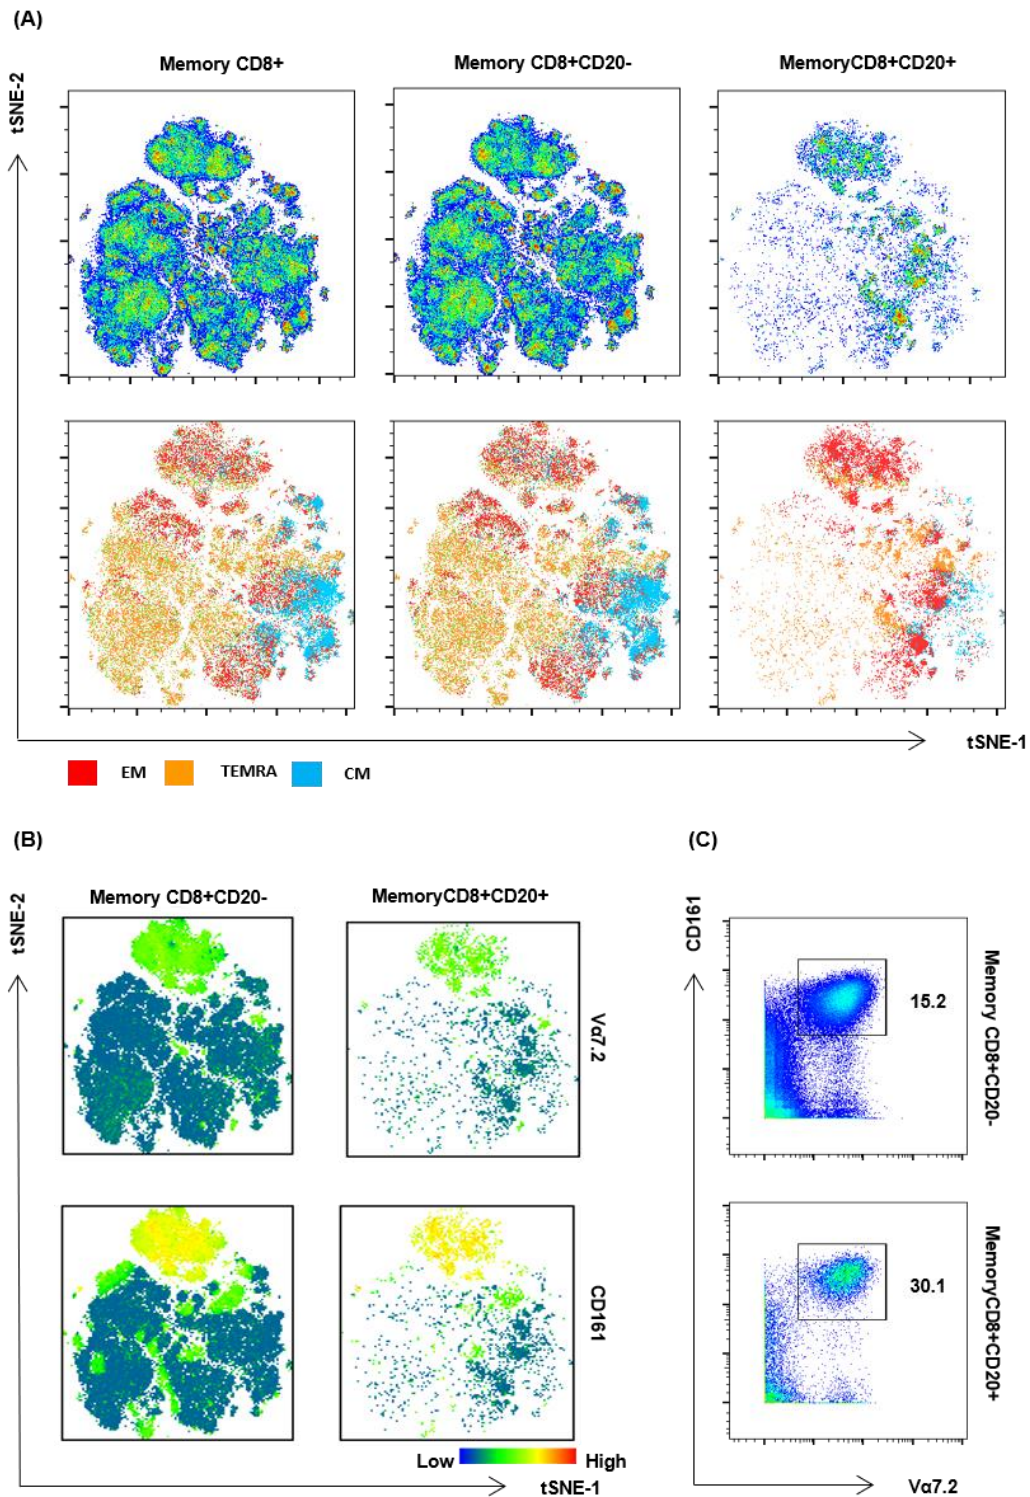 (A)
Memory CD8+
Memory CD8+CD20-
MemoryCD8+CD20+
tSNE-2
tSNE-1
EM
TEMRA
CM
(B)
Memory CD8+CD20-
MemoryCD8+CD20+
tSNE-2
Vα7.2
CD161
Low
High
tSNE-1
(C)
CD161
15.2
Memory CD8+CD20-
30.1
MemoryCD8+CD20+
Vα7.2